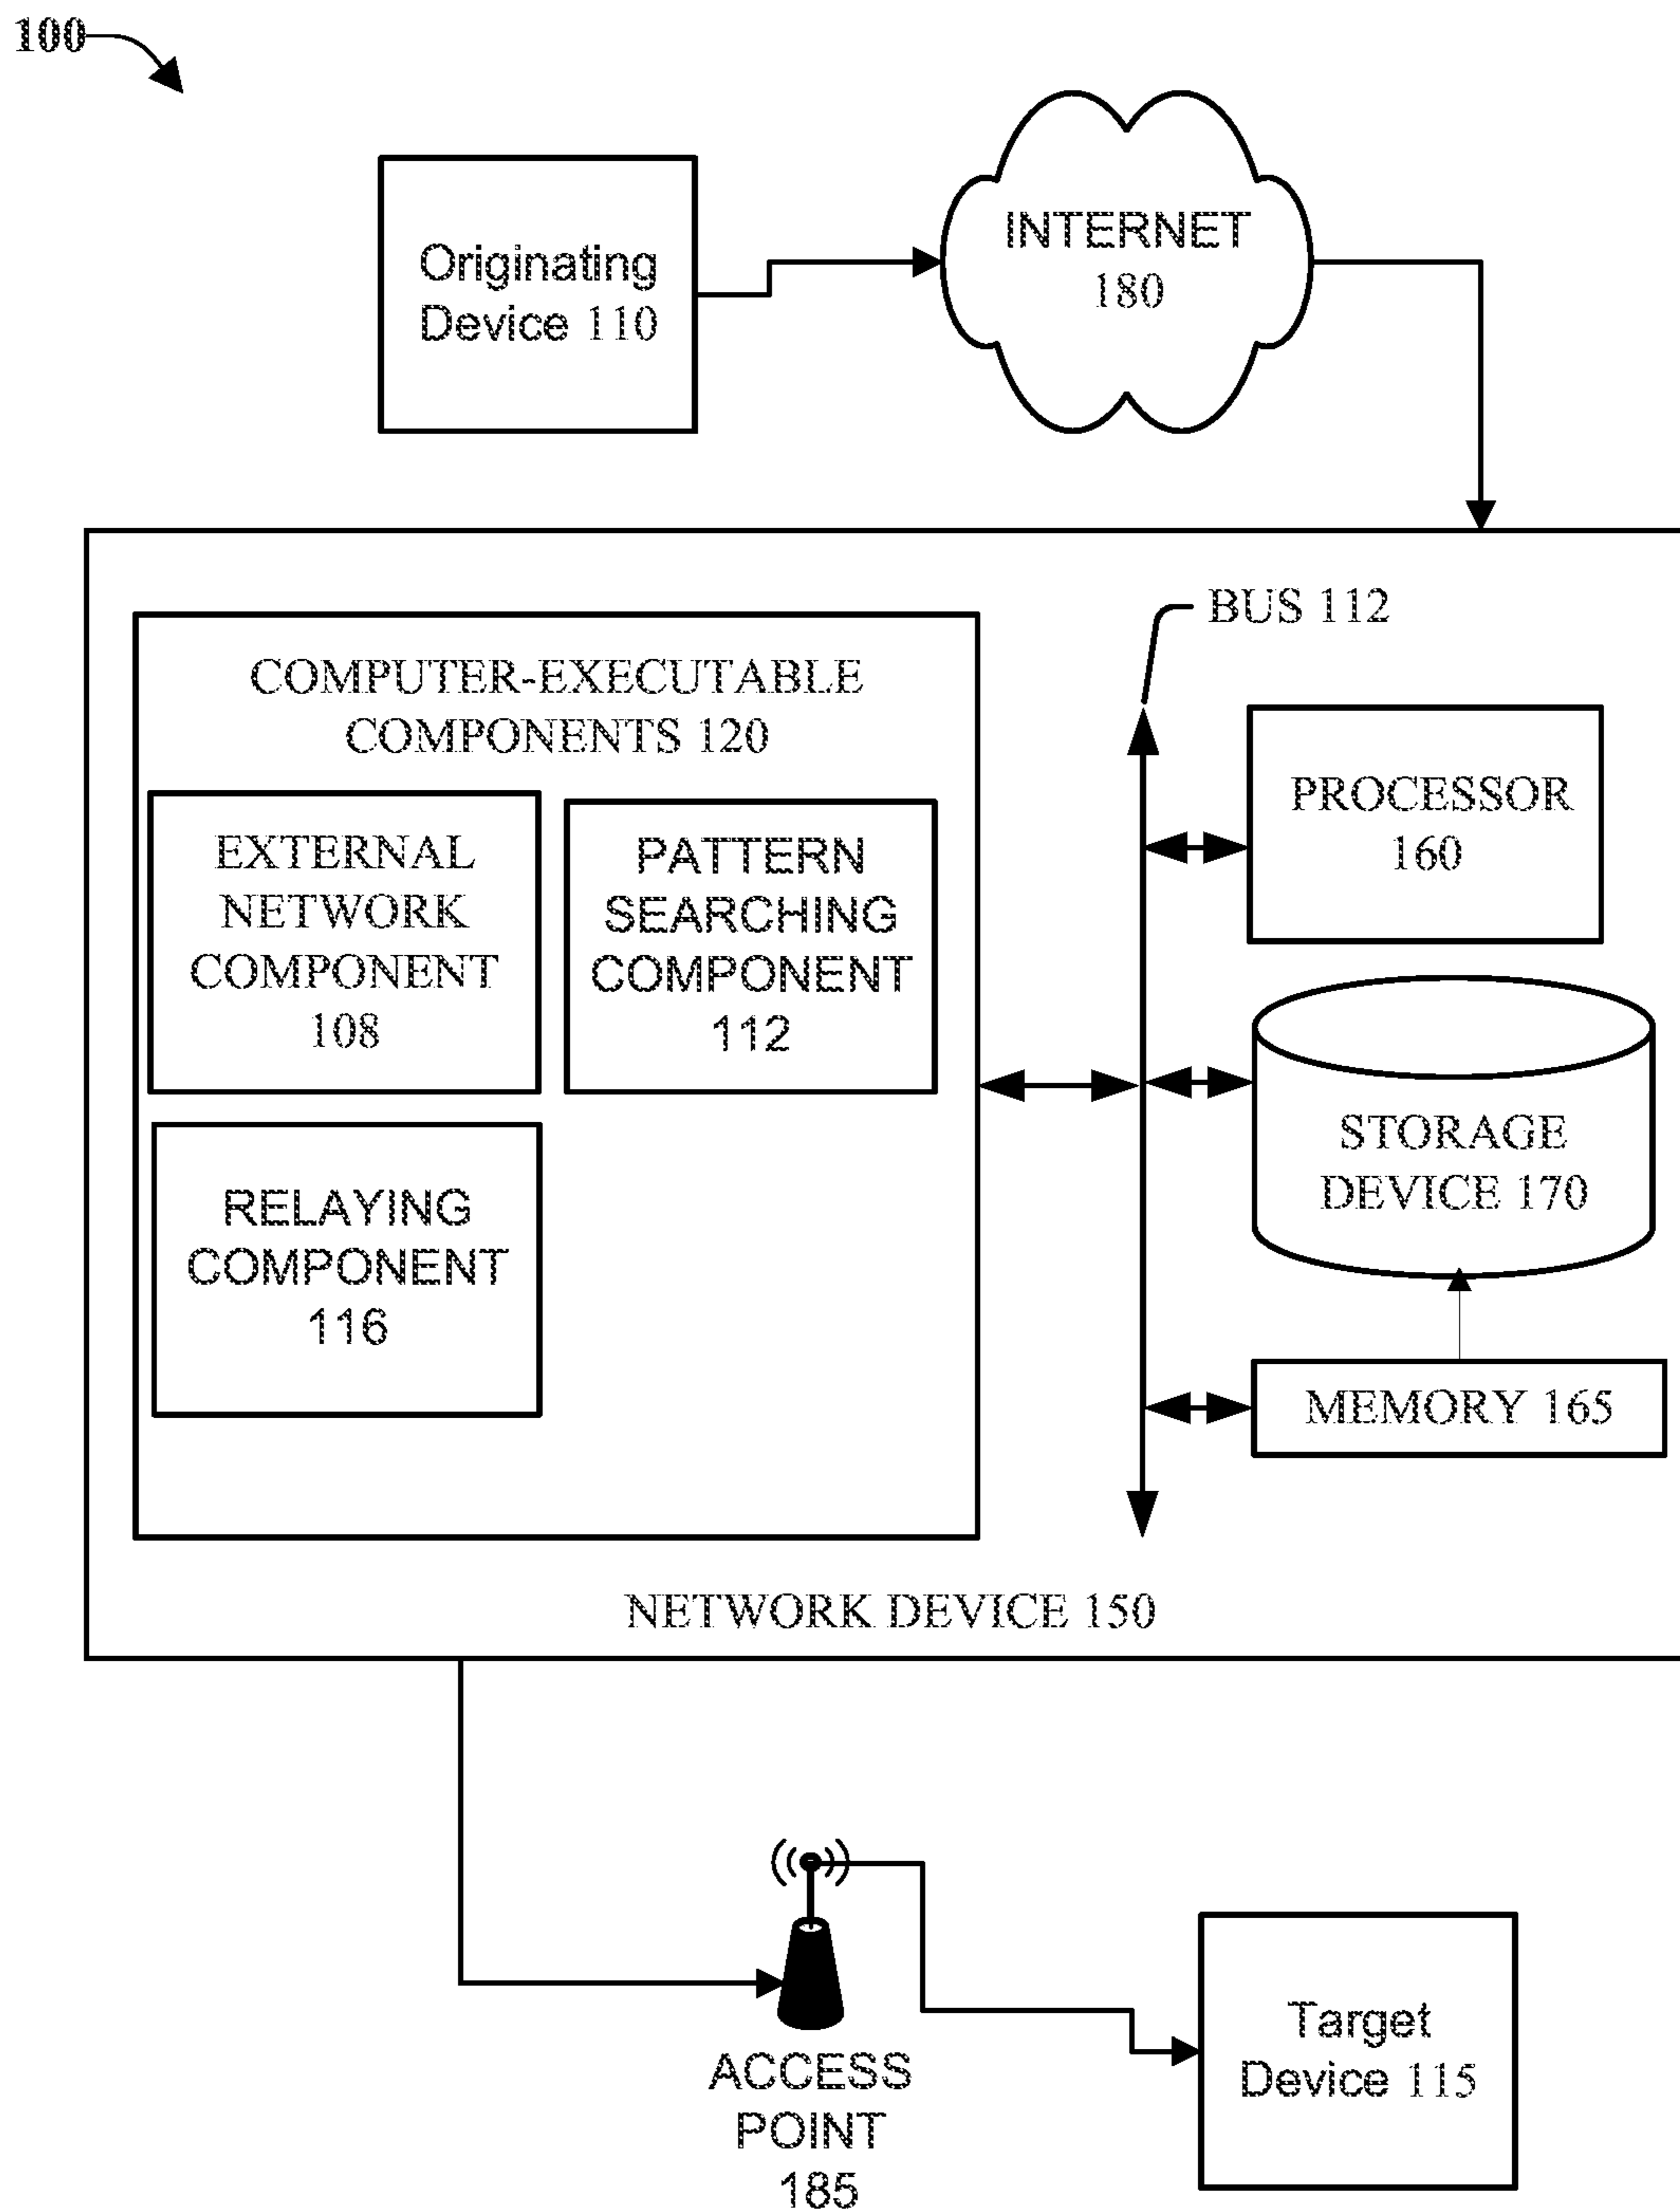 100
Originating
Device 110
INTERNET
180
BUS 112
COMPUTER-EXECUTABLE
COMPONENTS 120
EXTERNAL
NETWORK
COMPONENT
108
PATTERN
SEARCHING
COMPONENT
112
RELAYING
COMPONENT
116
PROCESSOR
160
STORAGE
DEVICE 170
MEMORY 165
NETWORK DEVICE 150
ACCESS
POINT
185
Target
Device 115